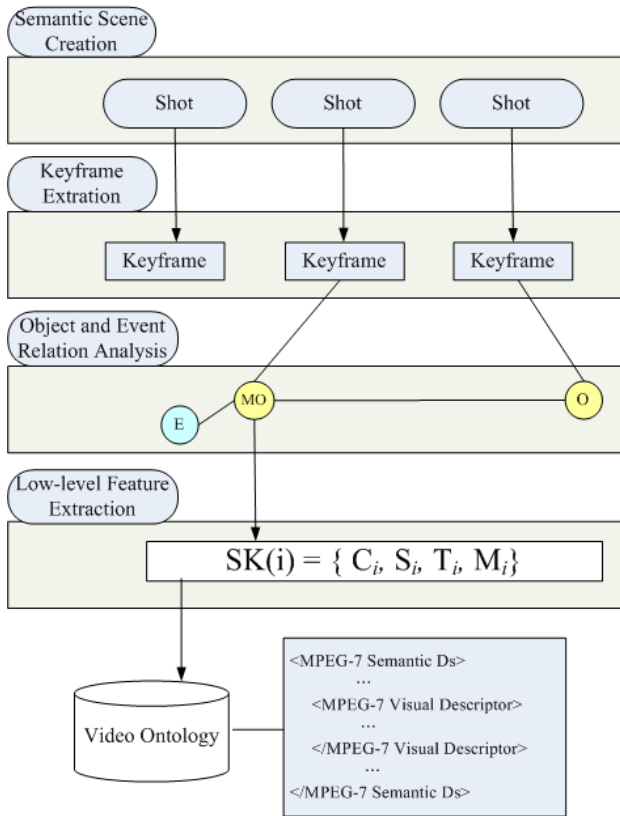 Semantic Scene
Creation
Shot Shot Shot
Keyframe
Extration
Keyframe Keyframe Keyframe
Object and Event
Relation Analysis
E MO O
Low-level Feature
Extraction
SK(i) = { Ci, Si, Ti, Mi}
Video Ontology
<MPEG-7 Semantic Ds>
...
<MPEG-7 Visual Descriptor>
...
</MPEG-7 Visual Descriptor>
...
</MPEG-7 Semantic Ds>